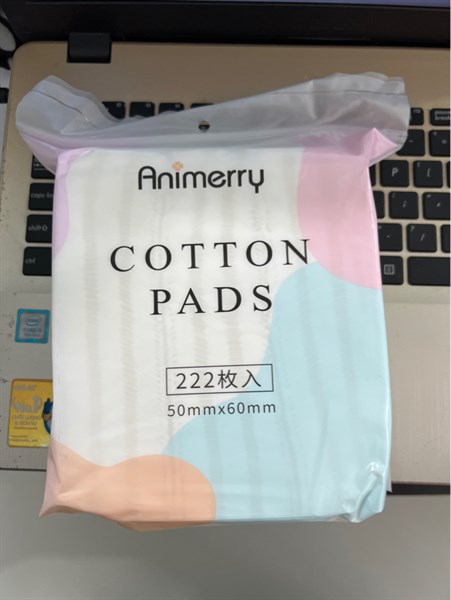 Animerry
COTTON
PADS
222枚入
50mmx60mm